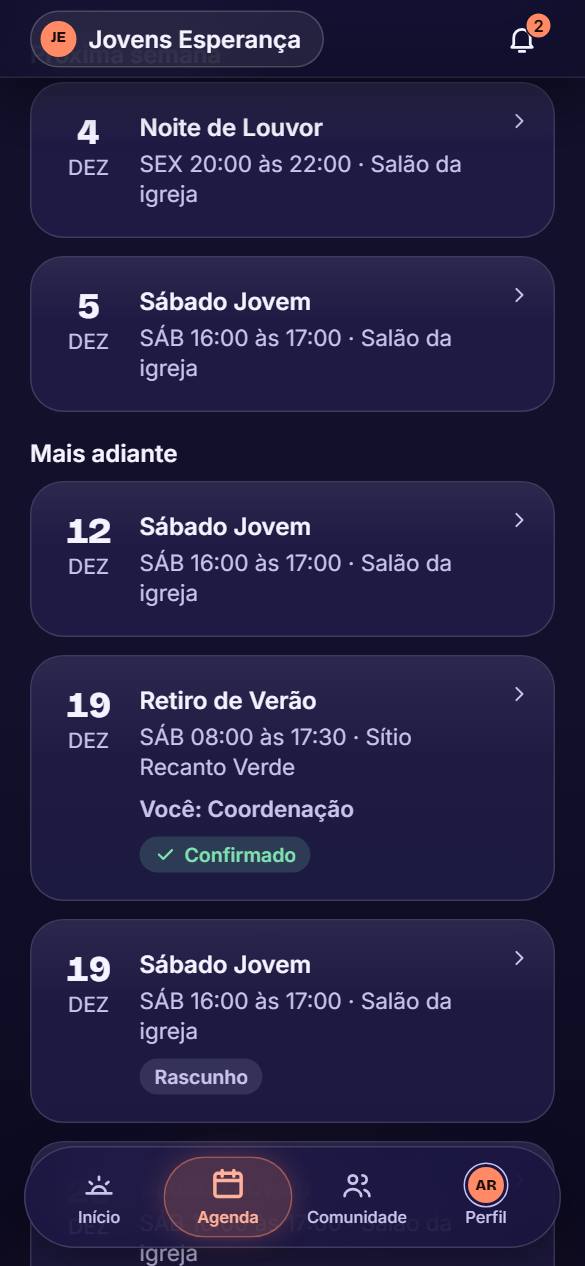 JE Jovens Esperança 2
Próxima semana
4 Noite de Louvor
DEZ SEX 20:00 às 22:00 · Salão da
igreja
5 Sábado Jovem
DEZ SÁB 16:00 às 17:00 · Salão da
igreja
Mais adiante
12 Sábado Jovem
DEZ SÁB 16:00 às 17:00 · Salão da
igreja
19 Retiro de Verão
DEZ SÁB 08:00 às 17:30 · Sítio
Recanto Verde
Você: Coordenação
Confirmado
19 Sábado Jovem
DEZ SÁB 16:00 às 17:00 · Salão da
igreja
Rascunho
AR
Início Agenda Comunidade Perfil
igreja